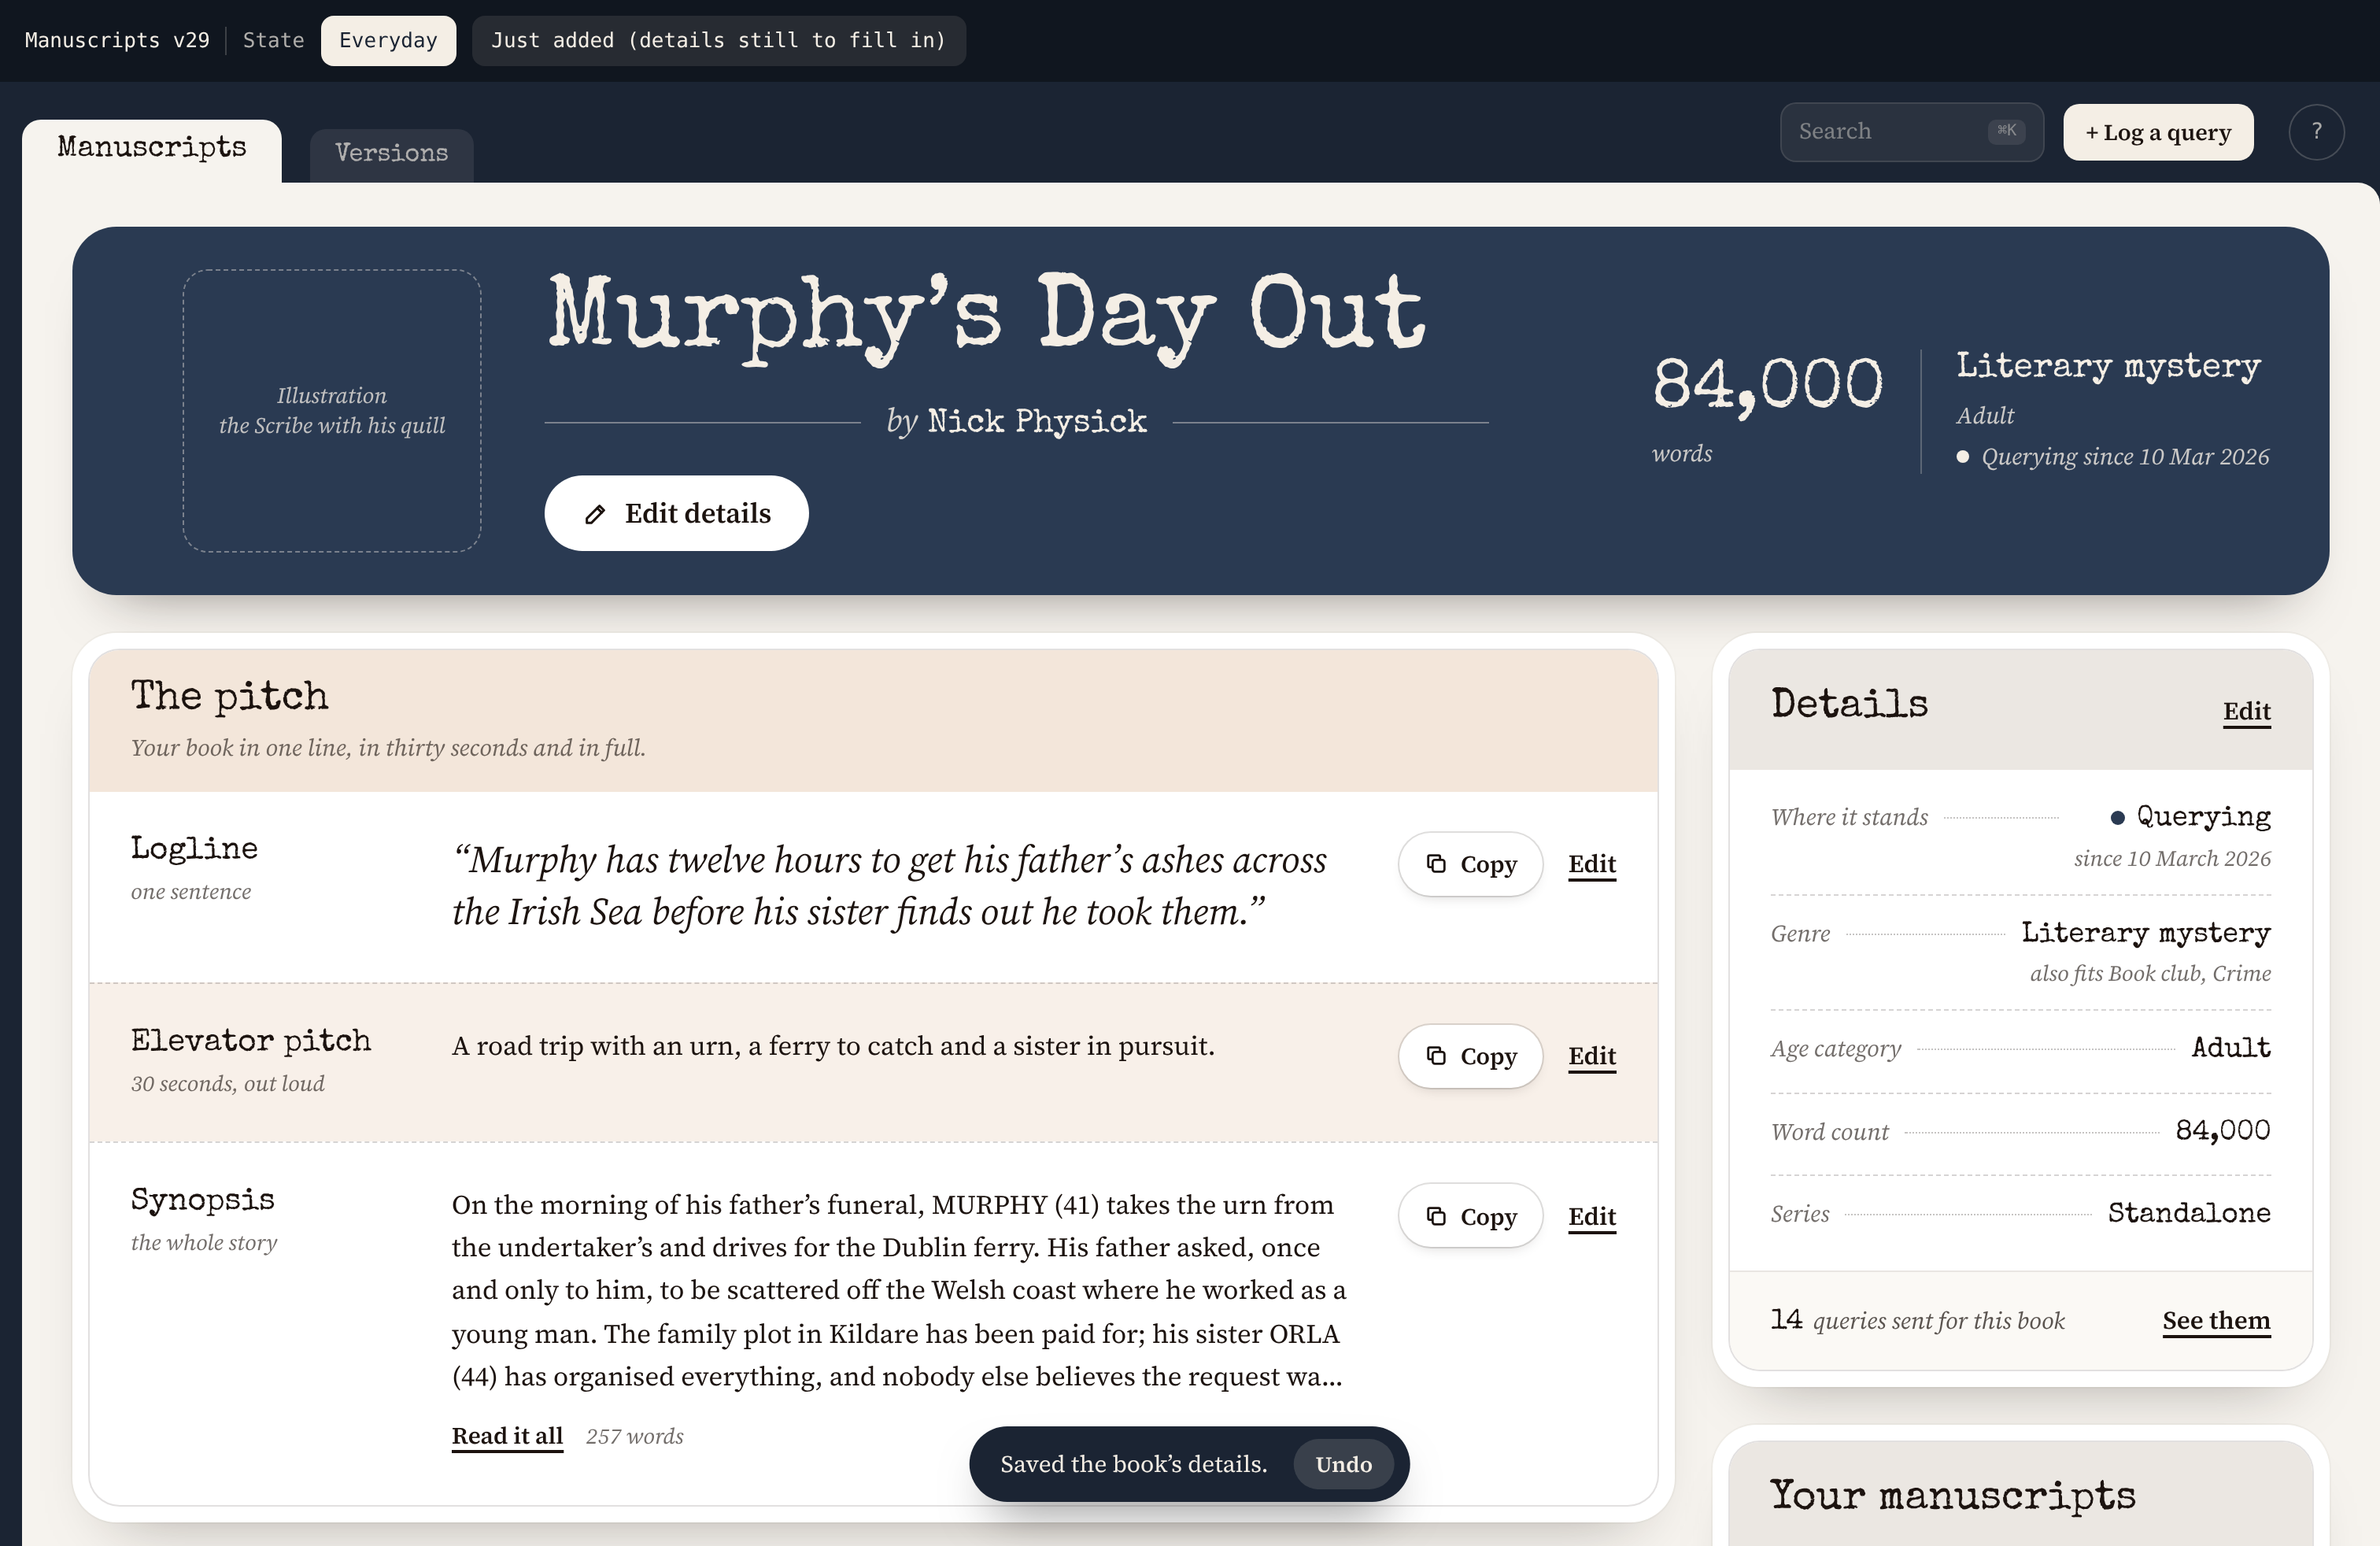 Manuscripts v29
State
Everyday
Just added (details still to fill in)
Manuscripts
Versions
Search
⌘K
+ Log a query
?
Illustration
the Scribe with his quill
Murphy’s Day Out
by Nick Physick
Edit details
84,000
words
Literary mystery
Adult
Querying since 10 Mar 2026
The pitch
Your book in one line, in thirty seconds and in full.
Logline
one sentence
“Murphy has twelve hours to get his father’s ashes across
the Irish Sea before his sister finds out he took them.”
Copy
Edit
Elevator pitch
30 seconds, out loud
A road trip with an urn, a ferry to catch and a sister in pursuit.
Copy
Edit
Synopsis
the whole story
On the morning of his father’s funeral, MURPHY (41) takes the urn from
the undertaker’s and drives for the Dublin ferry. His father asked, once
and only to him, to be scattered off the Welsh coast where he worked as a
young man. The family plot in Kildare has been paid for; his sister ORLA
(44) has organised everything, and nobody else believes the request wa...
Copy
Edit
Read it all
257 words
Saved the book’s details.
Undo
Details
Edit
Where it stands
Querying
since 10 March 2026
Genre
Literary mystery
also fits Book club, Crime
Age category
Adult
Word count
84,000
Series
Standalone
14 queries sent for this book
See them
Your manuscripts